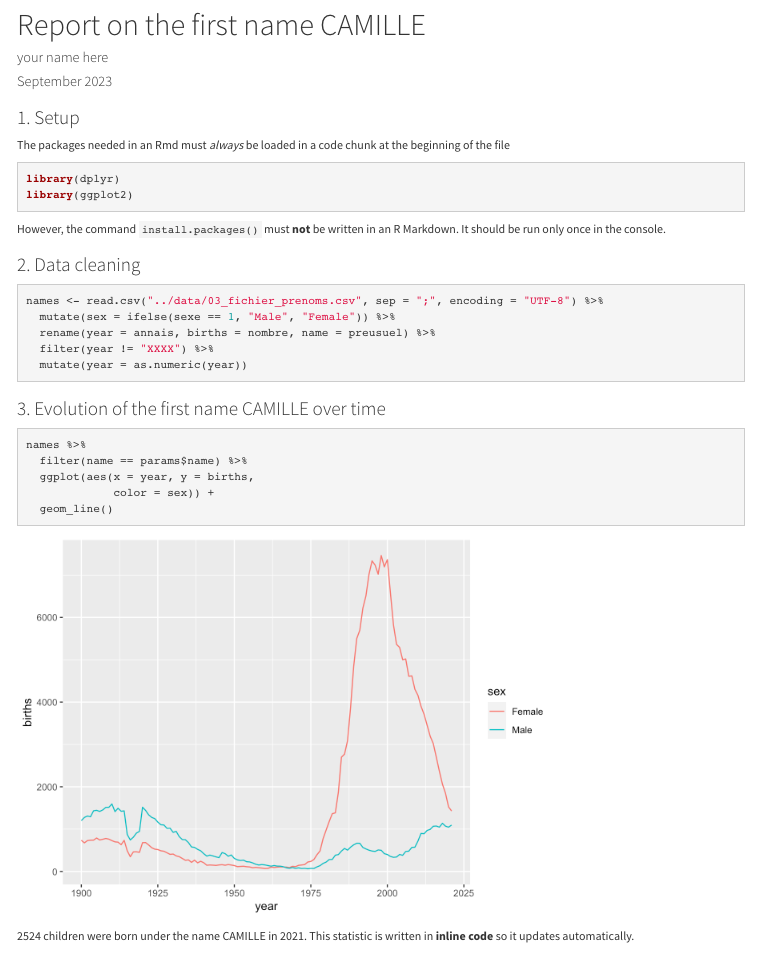 Report on the first name CAMILLE
your name here
September 2023
1. Setup
The packages needed in an Rmd must always be loaded in a code chunk at the beginning of the file
library(dplyr)
library(ggplot2)
However, the command install.packages() must not be written in an R Markdown. It should be run only once in the console.
2. Data cleaning
names <- read.csv("../data/03_fichier_prenoms.csv", sep = ";", encoding = "UTF-8") %>%
  mutate(sex = ifelse(sexe == 1, "Male", "Female")) %>%
  rename(year = annais, births = nombre, name = preusuel) %>%
  filter(year != "XXXX") %>%
  mutate(year = as.numeric(year))
3. Evolution of the first name CAMILLE over time
names %>%
  filter(name == params$name) %>%
  ggplot(aes(x = year, y = births,
             color = sex)) +
  geom_line()
6000
4000
2000
0
births
1900 1925 1950 1975 2000 2025
year
sex
Female
Male
2524 children were born under the name CAMILLE in 2021. This statistic is written in inline code so it updates automatically.